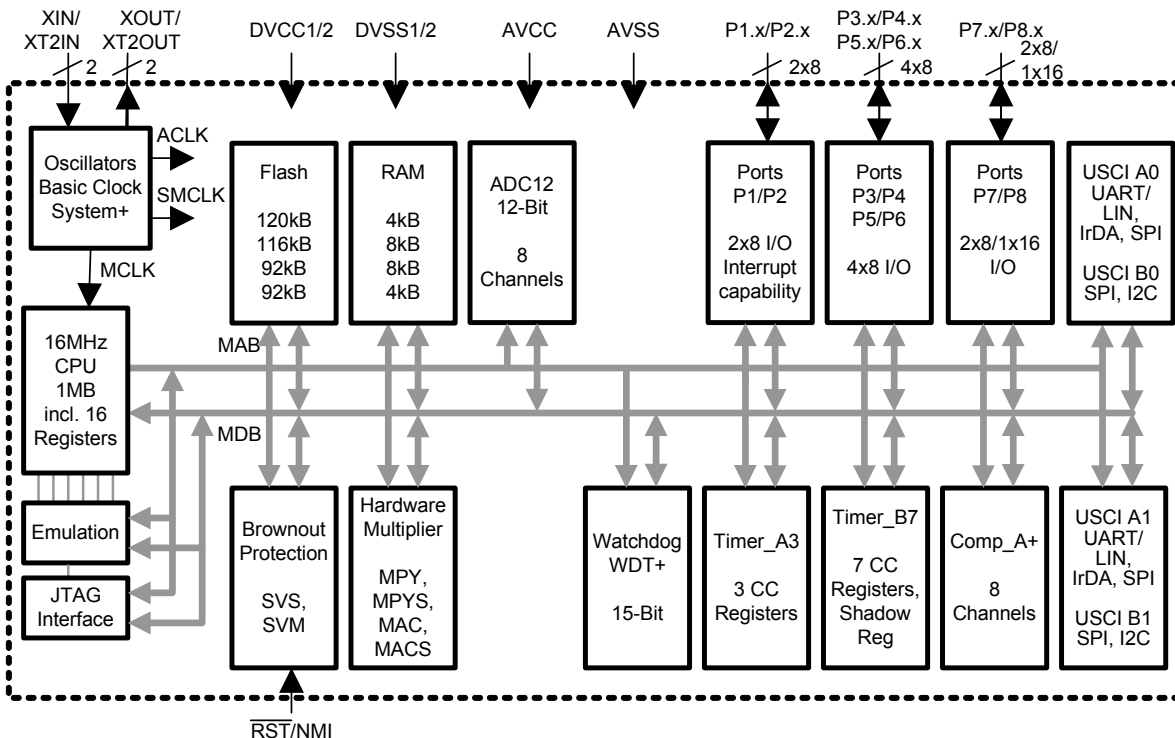 XIN/
XT2IN
XOUT/
XT2OUT
DVCC1/2
DVSS1/2
AVCC
AVSS
P1.x/P2.x
P3.x/P4.x
P5.x/P6.x
P7.x/P8.x
2
2
2x8
4x8
2x8/
1x16
Oscillators
Basic Clock
System+
ACLK
SMCLK
MCLK
Flash
120kB
116kB
92kB
92kB
RAM
4kB
8kB
8kB
4kB
ADC12
12-Bit
8
Channels
Ports
P1/P2
2x8 I/O
Interrupt
capability
Ports
P3/P4
P5/P6
4x8 I/O
Ports
P7/P8
2x8/1x16
I/O
USCI A0
UART/
LIN,
IrDA, SPI
USCI B0
SPI, I2C
16MHz
CPU
1MB
incl. 16
Registers
MAB
MDB
Emulation
JTAG
Interface
Brownout
Protection
SVS,
SVM
Hardware
Multiplier
MPY,
MPYS,
MAC,
MACS
Watchdog
WDT+
15-Bit
Timer_A3
3 CC
Registers
Timer_B7
7 CC
Registers,
Shadow
Reg
Comp_A+
8
Channels
USCI A1
UART/
LIN,
IrDA, SPI
USCI B1
SPI, I2C
RST/NMI